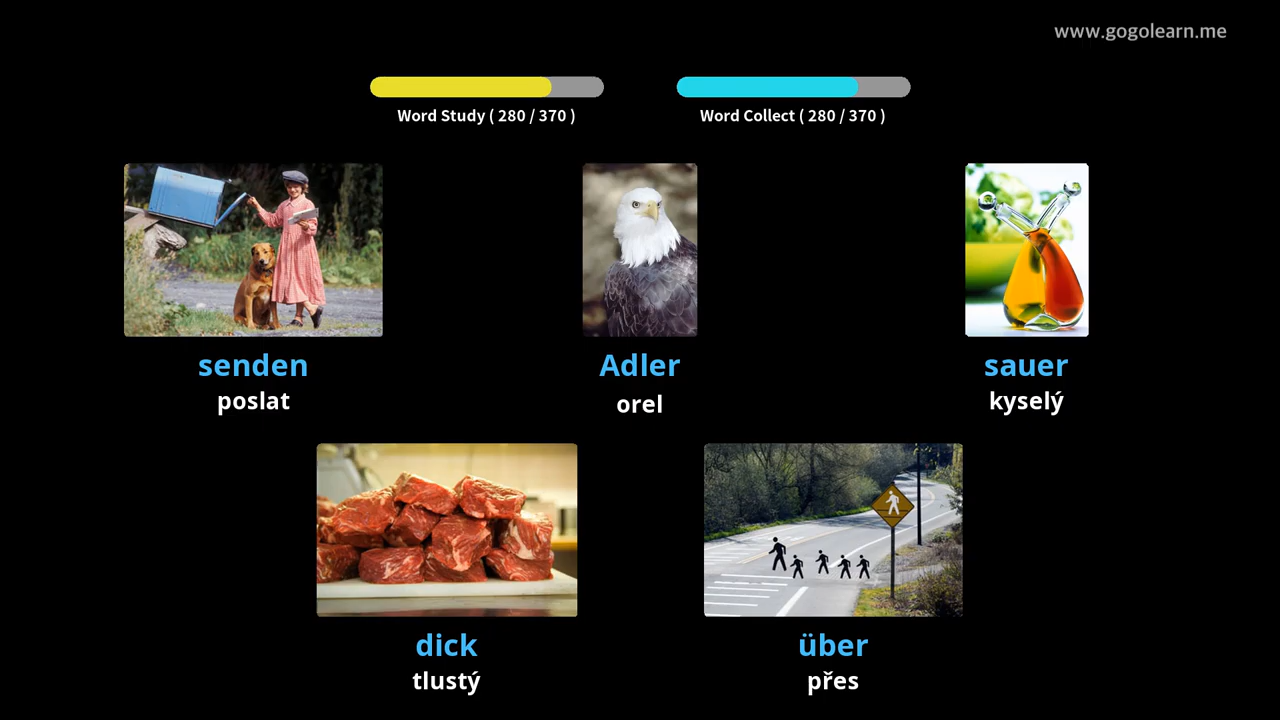 www.gogolearn.me
Word Study ( 280 / 370 )
Word Collect ( 280 / 370 )
senden
poslat
Adler
orel
sauer
kyselý
dick
tlustý
über
přes